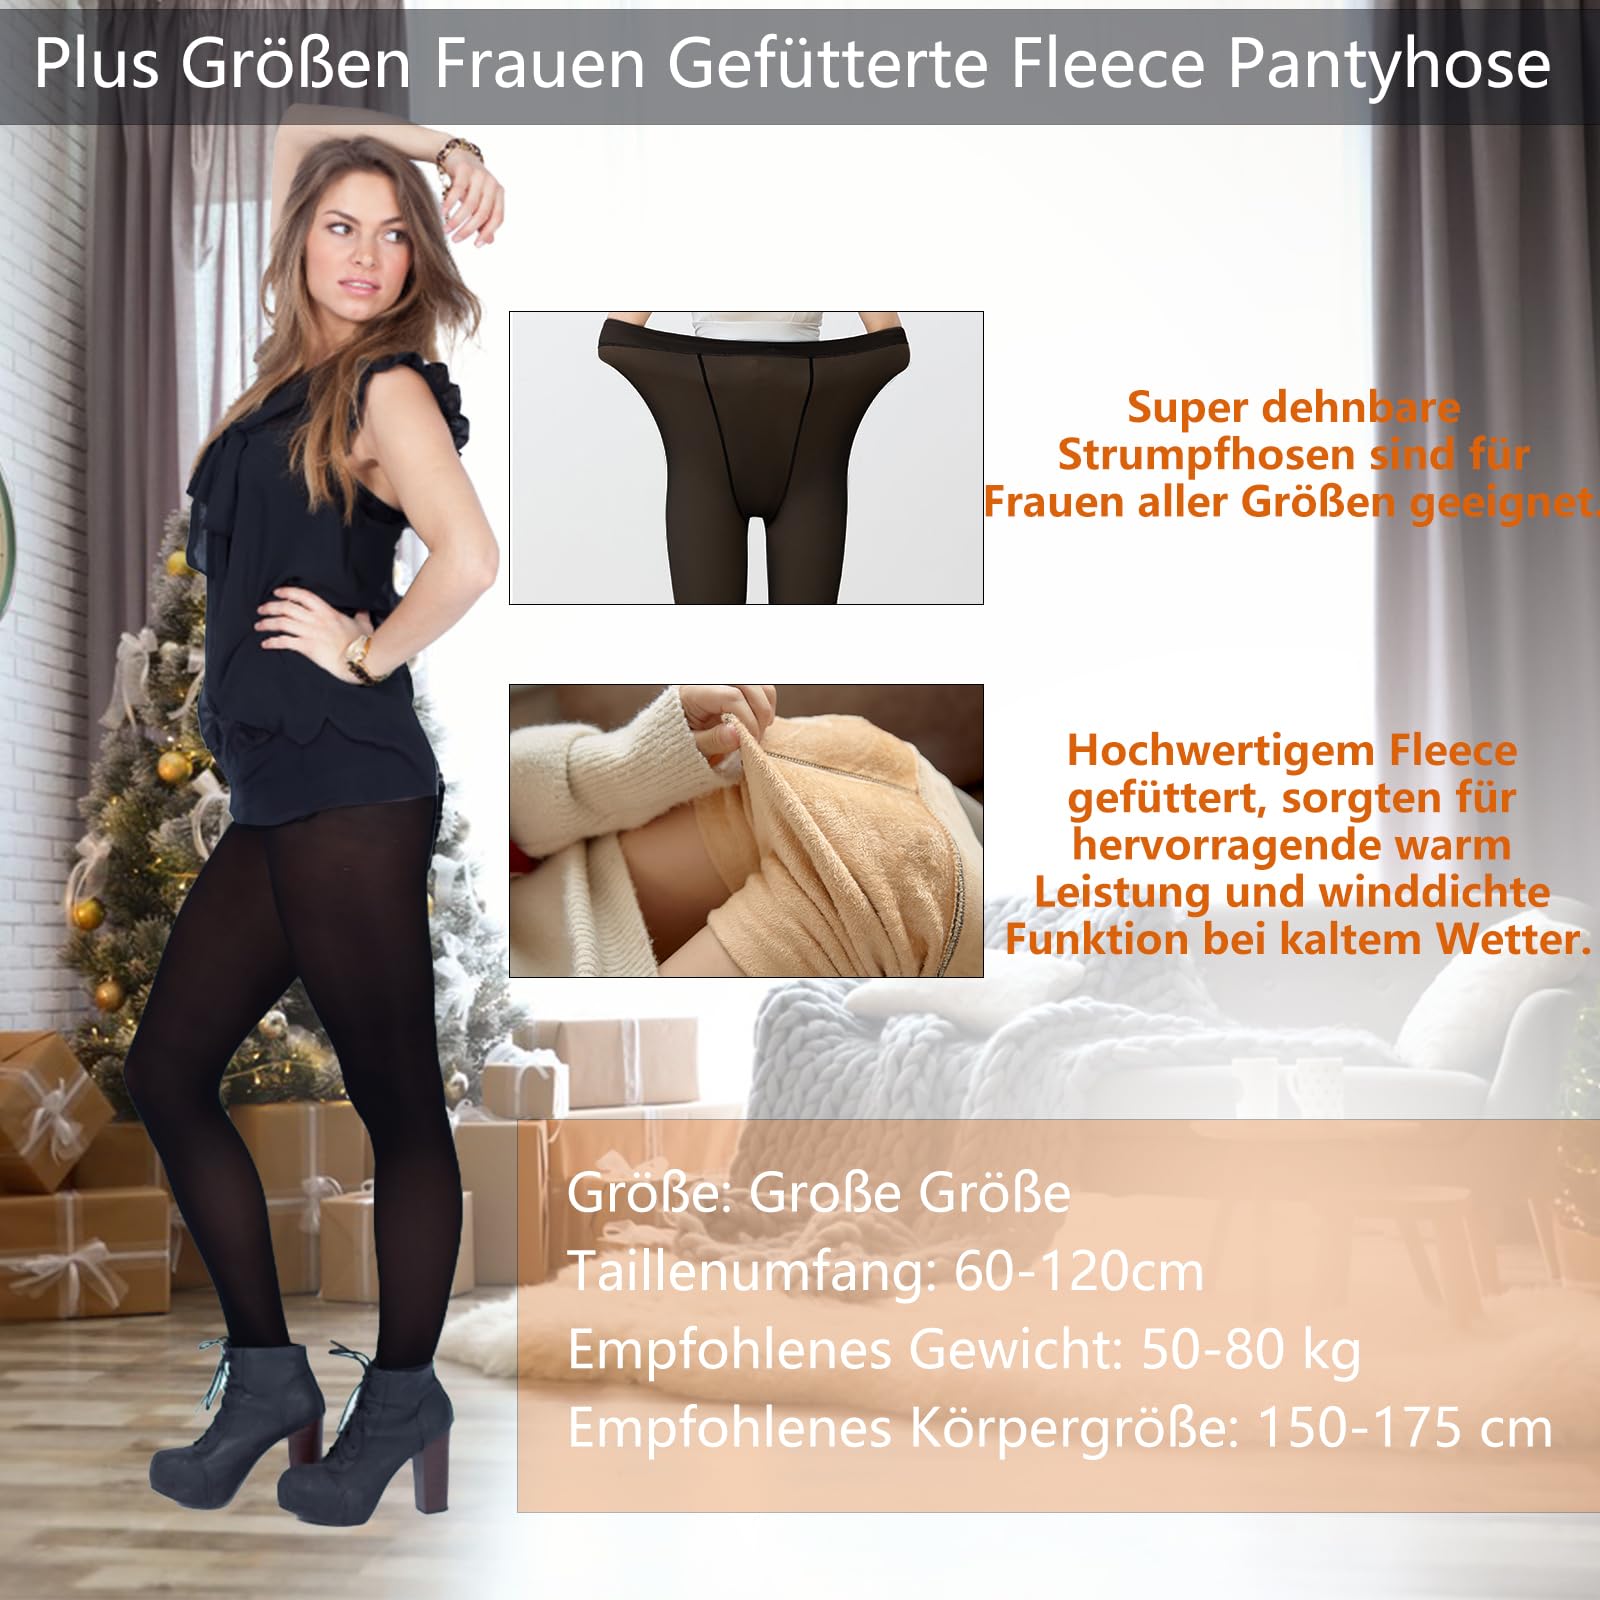 Plus Größen Frauen Gefütterte Fleece Pantyhose
Super dehnbare
Strumpfhosen sind für
Frauen aller Größen geeignet.
Hochwertigem Fleece
gefüttert, sorgten für
hervorragende warm
Leistung und winddichte
Funktion bei kaltem Wetter.
Größe: Große Größe
Taillenumfang: 60-120cm
Empfohlenes Gewicht: 50-80 kg
Empfohlenes Körpergröße: 150-175 cm